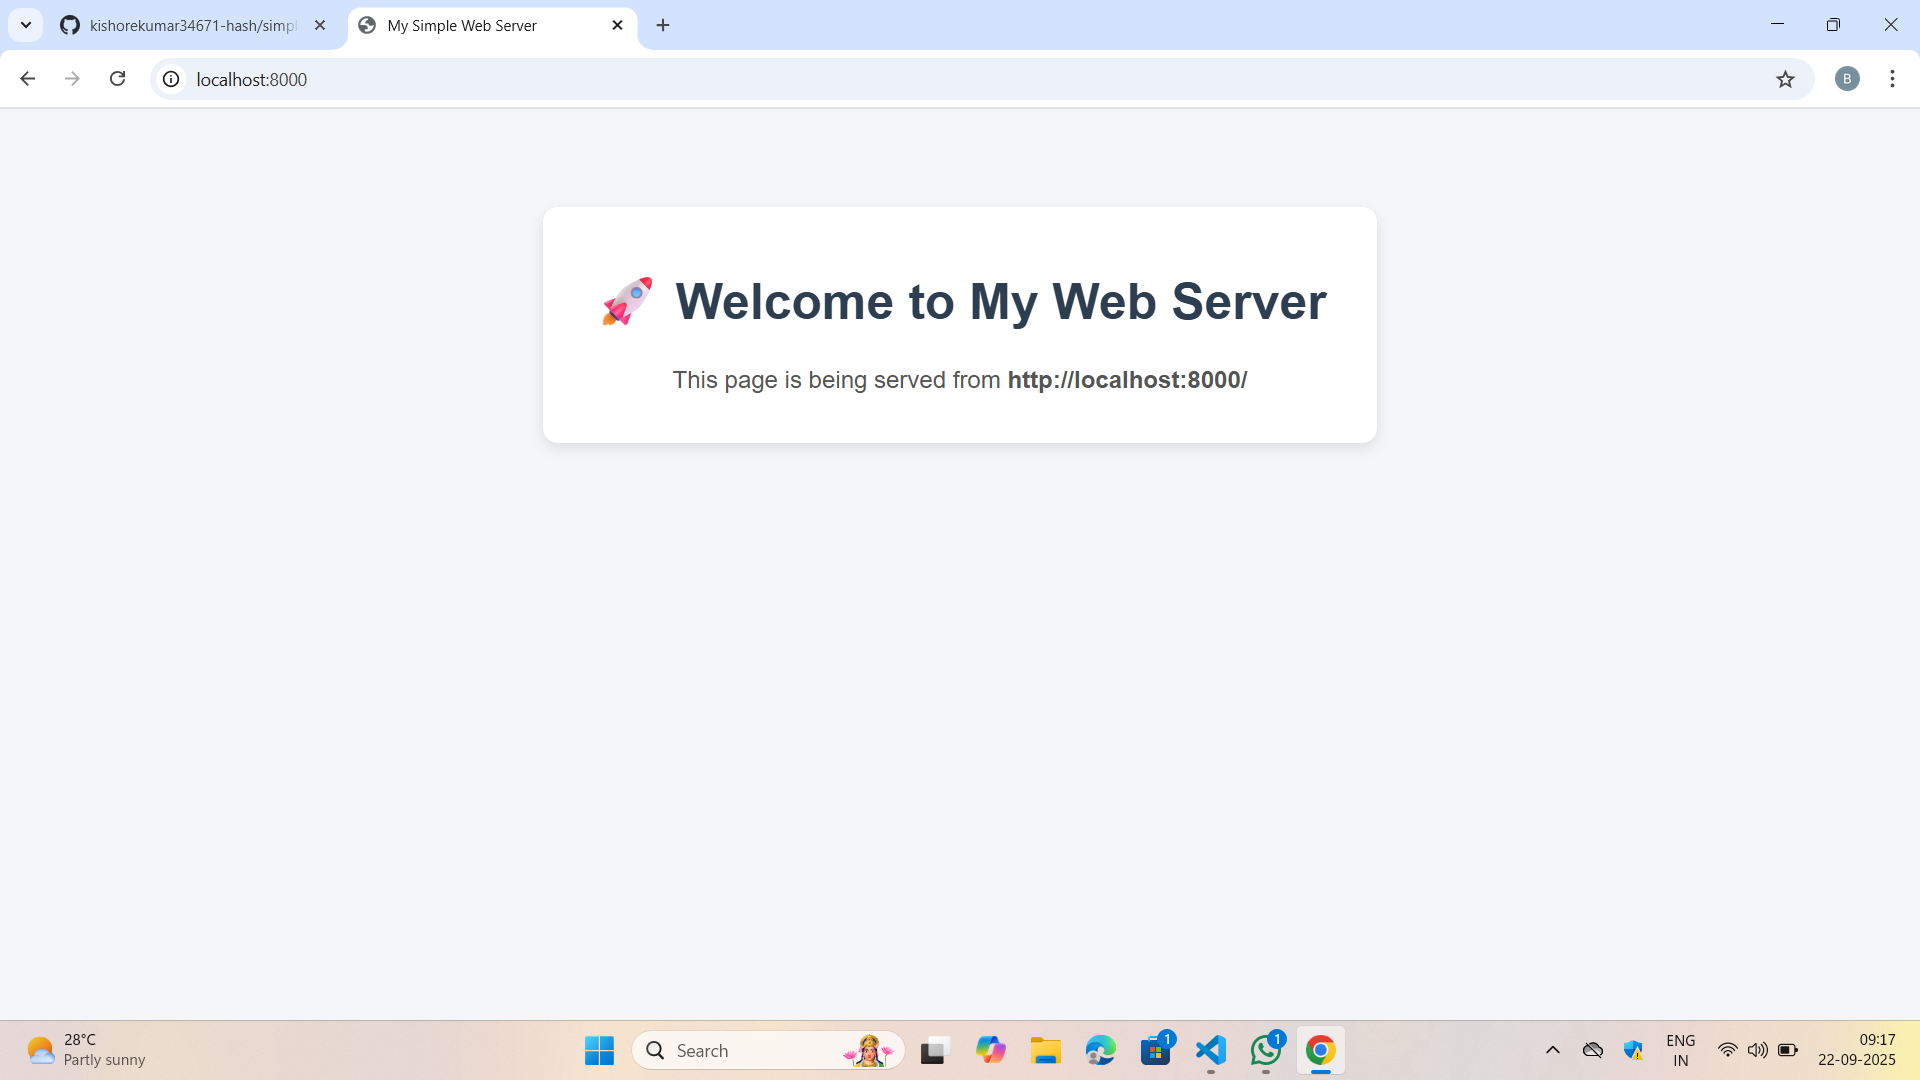 kishorekumar34671-hash/simpl
My Simple Web Server
localhost:8000
B
🚀 Welcome to My Web Server
This page is being served from http://localhost:8000/
28°C
Partly sunny
Search
1
1
ENG
IN
09:17
22-09-2025